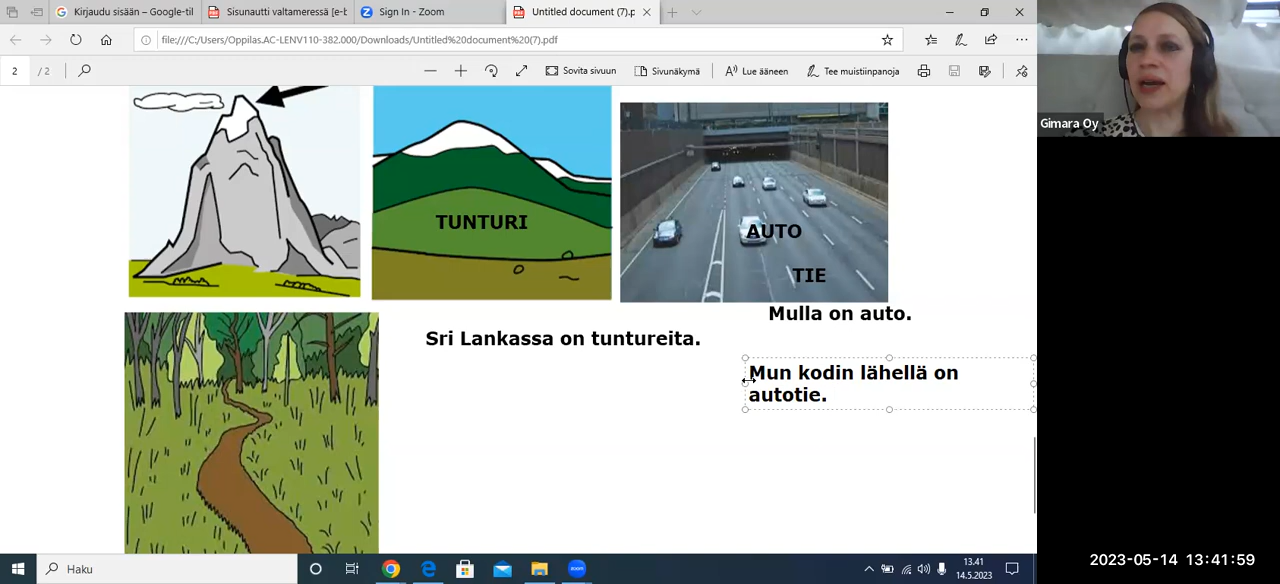 Kirjaudu sisään – Google-til
Sisunautti valtameressä [e-b
Sign In - Zoom
Untitled document (7).p
file:///C:/Users/Oppilas.AC-LENV110-382.000/Downloads/Untitled%20document%20(7).pdf
2 / 2
Sovita sivuun
Sivunäkymä
Lue ääneen
Tee muistiinpanoja
Gimara Oy
TUNTURI
AUTO
TIE
Mulla on auto.
Sri Lankassa on tuntureita.
Mun kodin lähellä on
autotie.
Haku
13.41
14.5.2023
2023-05-14 13:41:59